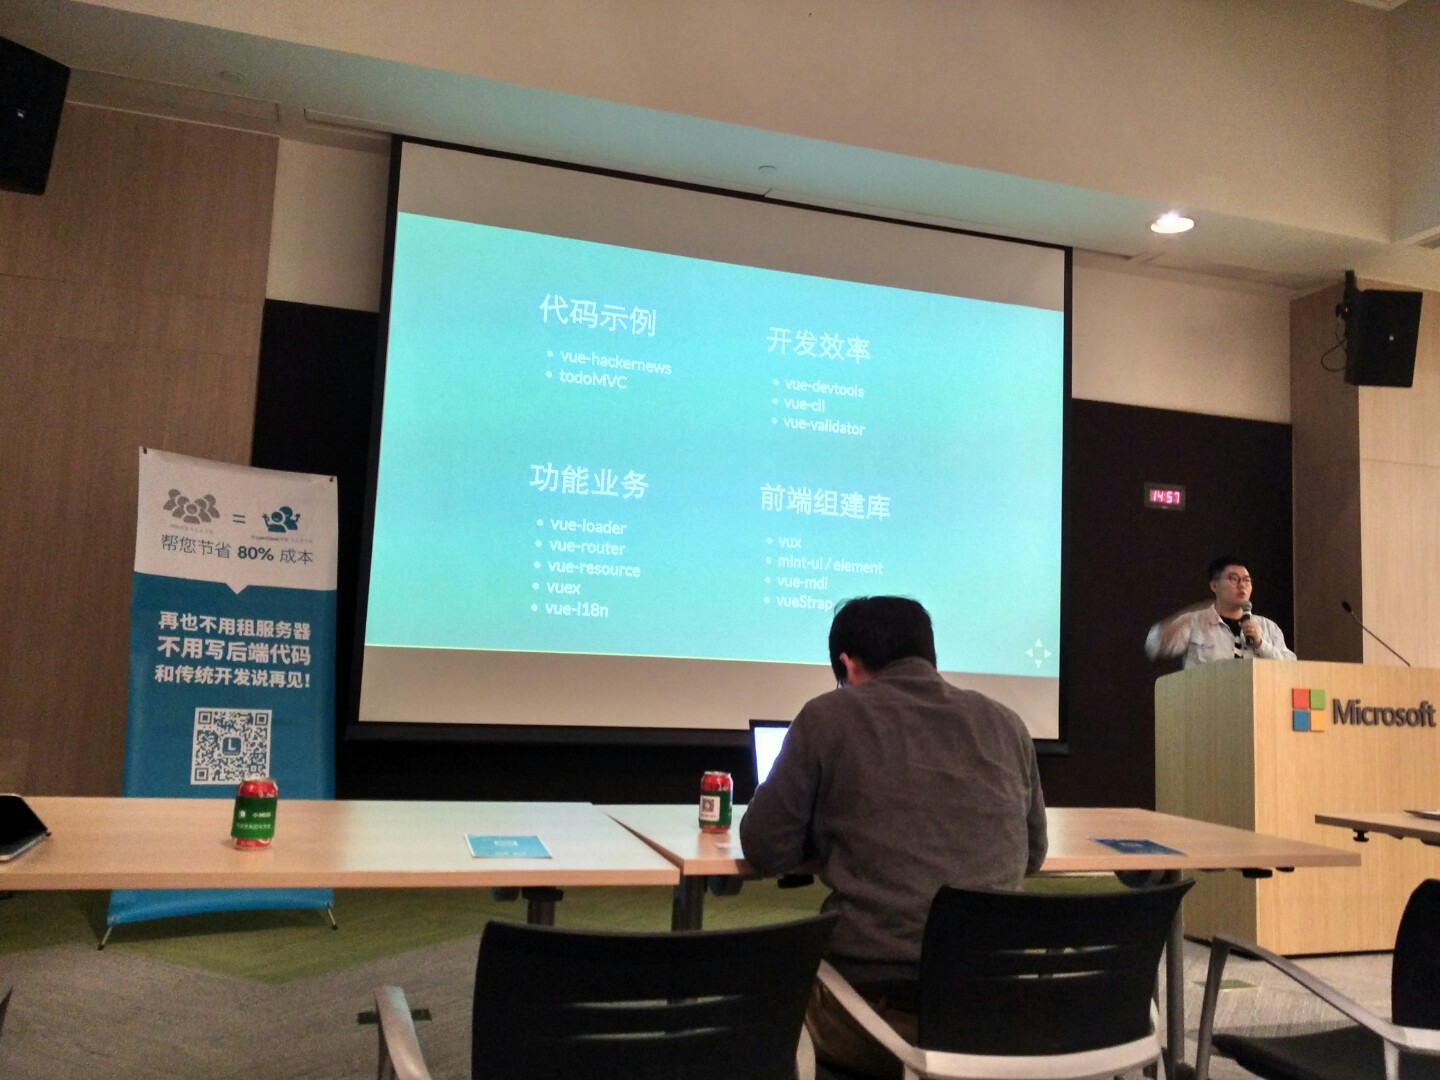 代码示例
vue-hackernews
todoMVC
开发效率
vue-devtools
vue-cli
vue-validator
功能业务
vue-loader
vue-router
vue-resource
vuex
vue-i18n
前端组建库
vux
mint-ui / element
vue-mdl
vueStrap
=
帮您节省 80% 成本
再也不用租服务器
不用写后端代码
和传统开发说再见!
L
14:57
Microsoft